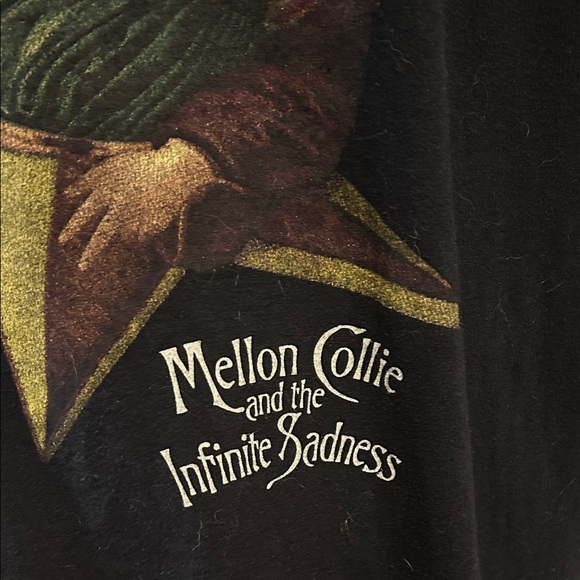 Mellon Collie
and the
Infinite Sadness